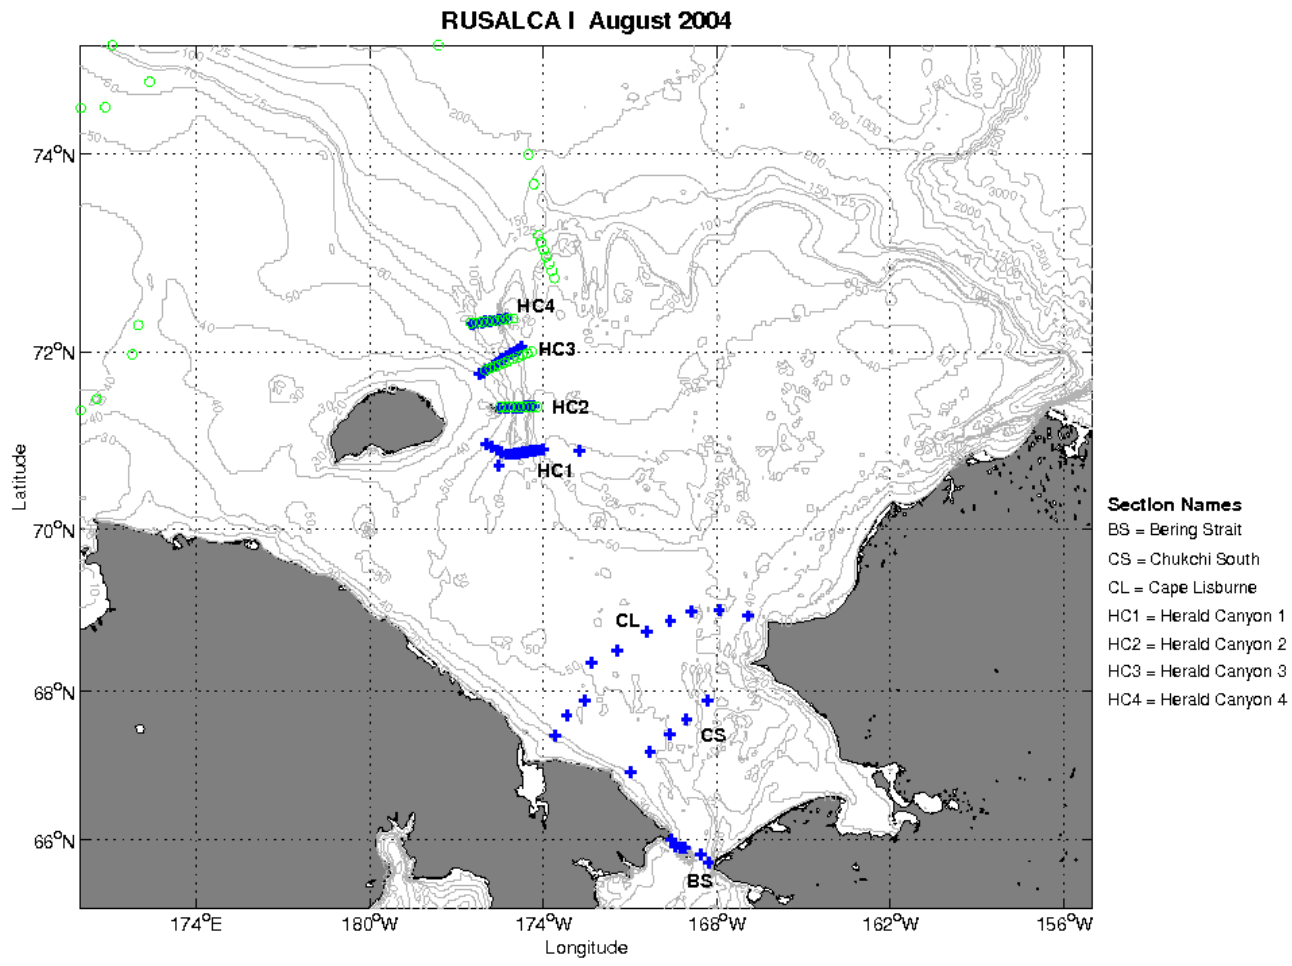 RUSALCA I  August 2004
74°N
72°N
70°N
68°N
66°N
Latitude
174°E
180°W
174°W
168°W
162°W
156°W
Longitude
HC4
HC3
HC2
HC1
CL
CS
BS
Section Names
BS = Bering Strait
CS = Chukchi South
CL = Cape Lisburne
HC1 = Herald Canyon 1
HC2 = Herald Canyon 2
HC3 = Herald Canyon 3
HC4 = Herald Canyon 4